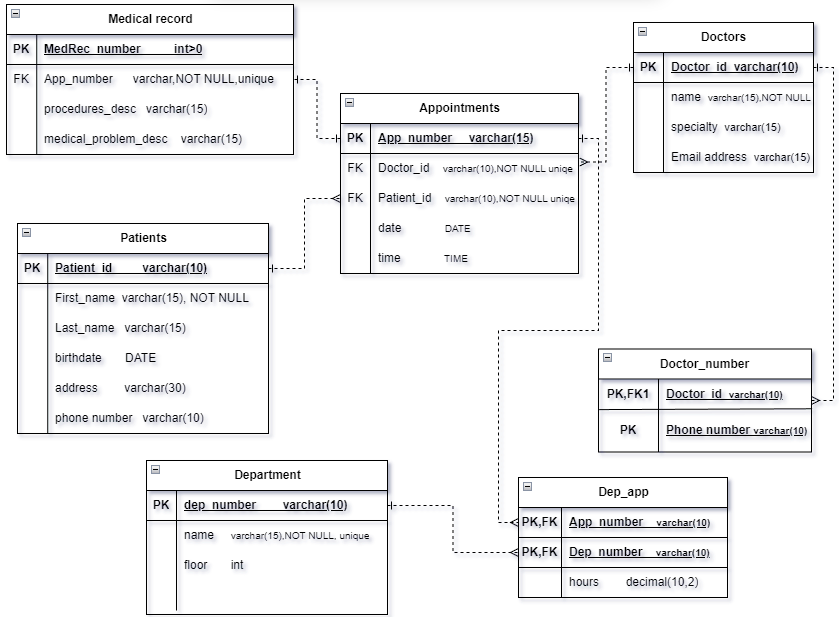 Medical record
PK MedRec_number int>0
FK App_number varchar,NOT NULL,unique
procedures_desc varchar(15)
medical_problem_desc varchar(15)
Doctors
PK Doctor_id varchar(10)
name varchar(15),NOT NULL
specialty varchar(15)
Email address varchar(15)
Appointments
PK App_number varchar(15)
FK Doctor_id varchar(10),NOT NULL uniqe
FK Patient_id varchar(10),NOT NULL uniqe
date DATE
time TIME
Patients
PK Patient_id varchar(10)
First_name varchar(15), NOT NULL
Last_name varchar(15)
birthdate DATE
address varchar(30)
phone number varchar(10)
Doctor_number
PK,FK1 Doctor_id varchar(10)
PK Phone number varchar(10)
Department
PK dep_number varchar(10)
name varchar(15),NOT NULL, unique
floor int
Dep_app
PK,FK App_number varchar(10)
PK,FK Dep_number varchar(10)
hours decimal(10,2)